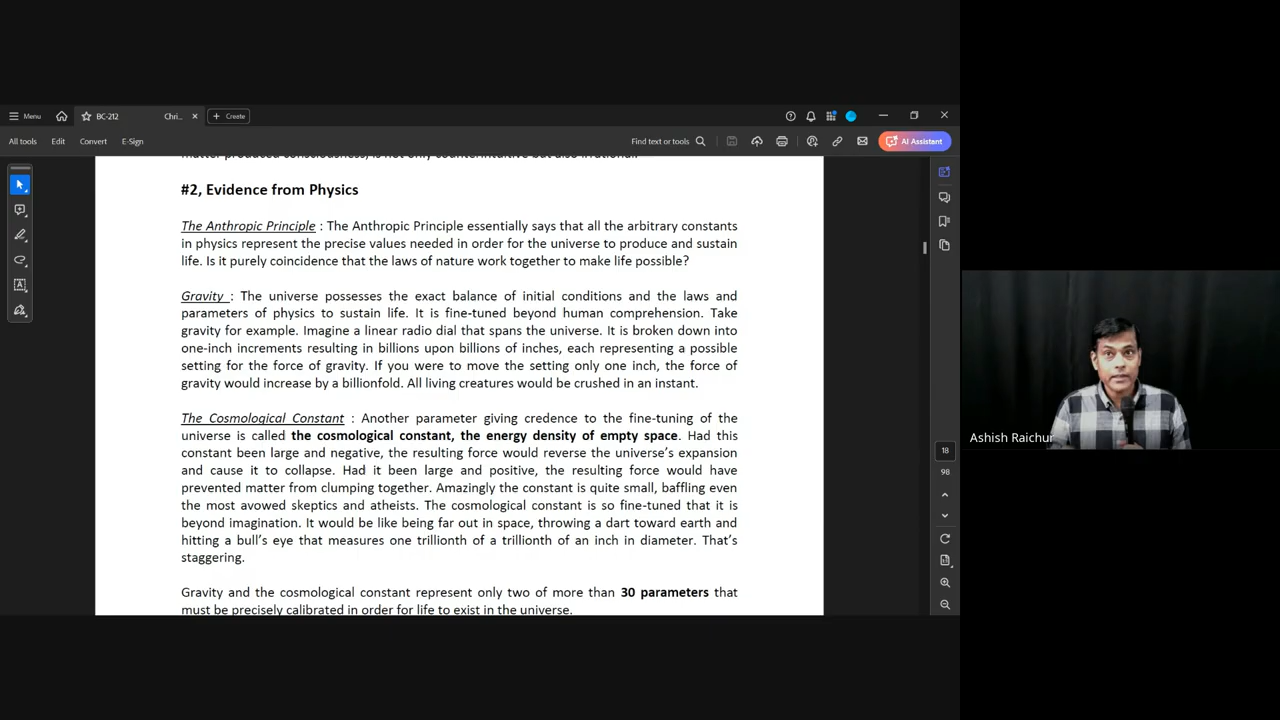 Menu
BC-212 Chri...
Create
All tools
Edit
Convert
E-Sign
Find text or tools
AI Assistant
matter produced consciousness, is not only counterintuitive but also irrational.
#2, Evidence from Physics
The Anthropic Principle : The Anthropic Principle essentially says that all the arbitrary constants
in physics represent the precise values needed in order for the universe to produce and sustain
life. Is it purely coincidence that the laws of nature work together to make life possible?
Gravity : The universe possesses the exact balance of initial conditions and the laws and
parameters of physics to sustain life. It is fine-tuned beyond human comprehension. Take
gravity for example. Imagine a linear radio dial that spans the universe. It is broken down into
one-inch increments resulting in billions upon billions of inches, each representing a possible
setting for the force of gravity. If you were to move the setting only one inch, the force of
gravity would increase by a billionfold. All living creatures would be crushed in an instant.
The Cosmological Constant : Another parameter giving credence to the fine-tuning of the
universe is called the cosmological constant, the energy density of empty space. Had this
constant been large and negative, the resulting force would reverse the universe’s expansion
and cause it to collapse. Had it been large and positive, the resulting force would have
prevented matter from clumping together. Amazingly the constant is quite small, baffling even
the most avowed skeptics and atheists. The cosmological constant is so fine-tuned that it is
beyond imagination. It would be like being far out in space, throwing a dart toward earth and
hitting a bull’s eye that measures one trillionth of a trillionth of an inch in diameter. That’s
staggering.
Gravity and the cosmological constant represent only two of more than 30 parameters that
must be precisely calibrated in order for life to exist in the universe.
18
98
Ashish Raichur